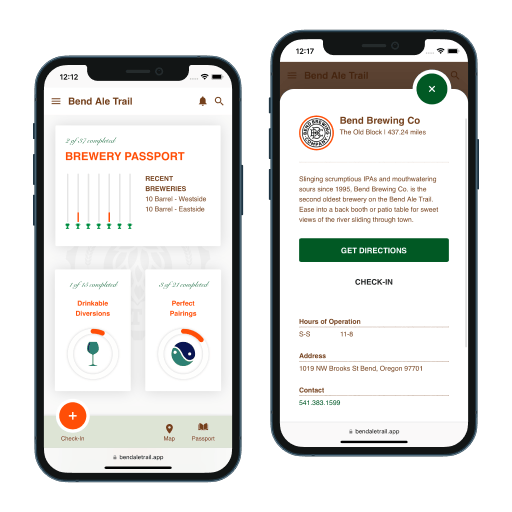 12:12
Bend Ale Trail
2 of 37 completed
BREWERY PASSPORT
RECENT
BREWERIES
10 Barrel - Westside
10 Barrel - Eastside
1 of 15 completed
Drinkable
Diversions
3 of 21 completed
Perfect
Pairings
+
Check-In
Map
Passport
bendaletrail.app
12:17
Bend Ale Trail
×
BEND BREWING
COMPANY
Bend Brewing Co
The Old Block | 437.24 miles
Slinging scrumptious IPAs and mouthwatering
sours since 1995, Bend Brewing Co. is the
second oldest brewery on the Bend Ale Trail.
Ease into a back booth or patio table for sweet
views of the river sliding through town.
GET DIRECTIONS
CHECK-IN
Hours of Operation
S-S 11-8
Address
1019 NW Brooks St Bend, Oregon 97701
Contact
541.383.1599
bendaletrail.app